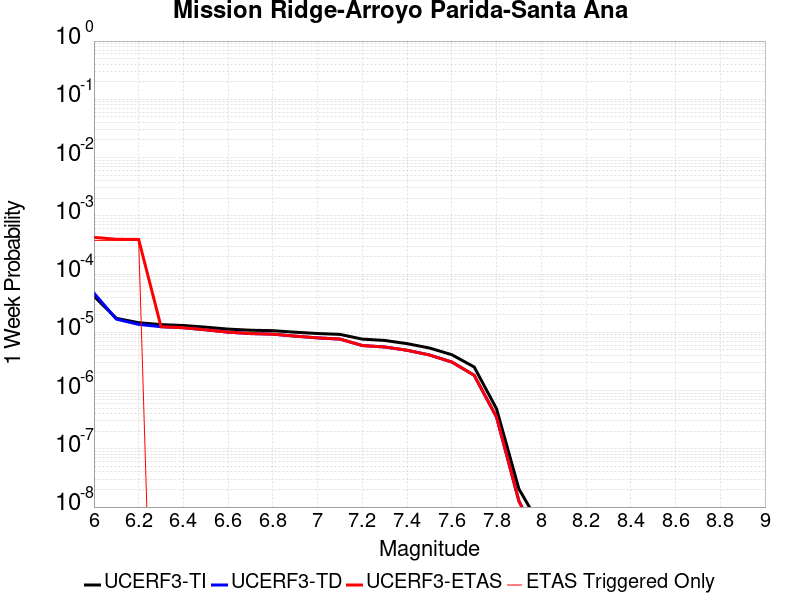 Mission Ridge-Arroyo Parida-Santa Ana
10^0
10^-1
10^-2
10^-3
10^-4
10^-5
10^-6
10^-7
10^-8
1 Week Probability
6 6.2 6.4 6.6 6.8 7 7.2 7.4 7.6 7.8 8 8.2 8.4 8.6 8.8 9
Magnitude
UCERF3-TI UCERF3-TD UCERF3-ETAS ETAS Triggered Only